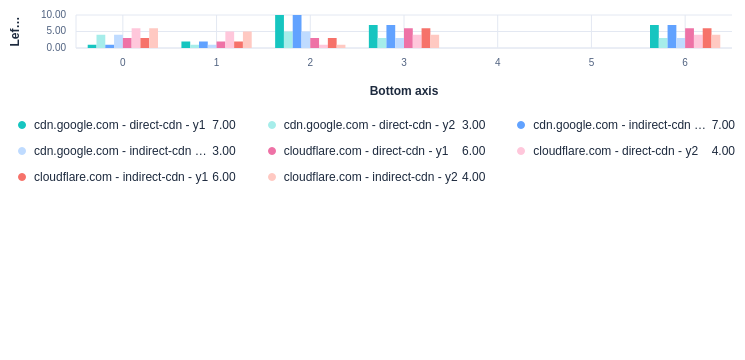 10.00
5.00
0.00
Lef...
0 1 2 3 4 5 6
Bottom axis
cdn.google.com - direct-cdn - y1 7.00 cdn.google.com - direct-cdn - y2 3.00 cdn.google.com - indirect-cdn ... 7.00
cdn.google.com - indirect-cdn ... 3.00 cloudflare.com - direct-cdn - y1 6.00 cloudflare.com - direct-cdn - y2 4.00
cloudflare.com - indirect-cdn - y1 6.00 cloudflare.com - indirect-cdn - y2 4.00